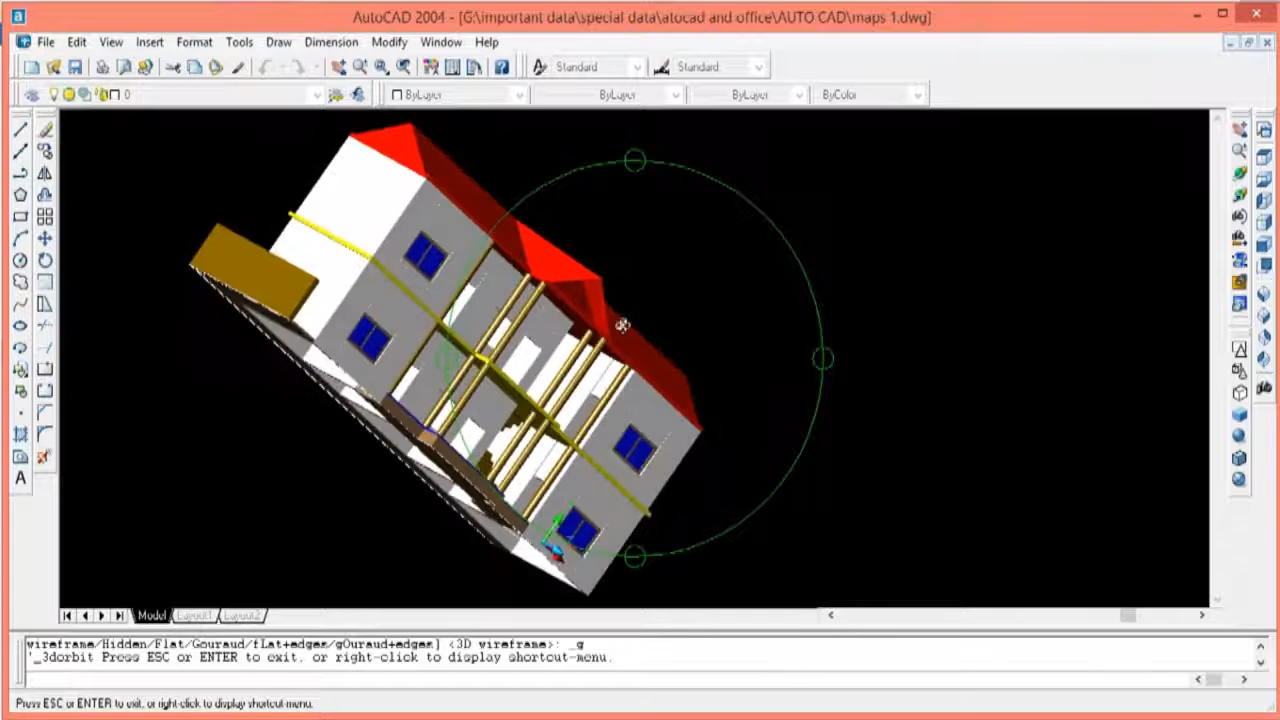 AutoCAD 2004 - [G:\important data\special data\atocad and office\AUTO CAD\maps 1.dwg]
File Edit View Insert Format Tools Draw Dimension Modify Window Help
Standard Standard
0 ByLayer ByLayer ByLayer ByColor
A
Model Layout1 Layout2
wireframe/Hidden/Flat/Gouraud/fLat+edges/gOuraud+edges] <3D wireframe>: _g
'_3dorbit Press ESC or ENTER to exit, or right-click to display shortcut-menu.
Press ESC or ENTER to exit, or right-click to display shortcut-menu.